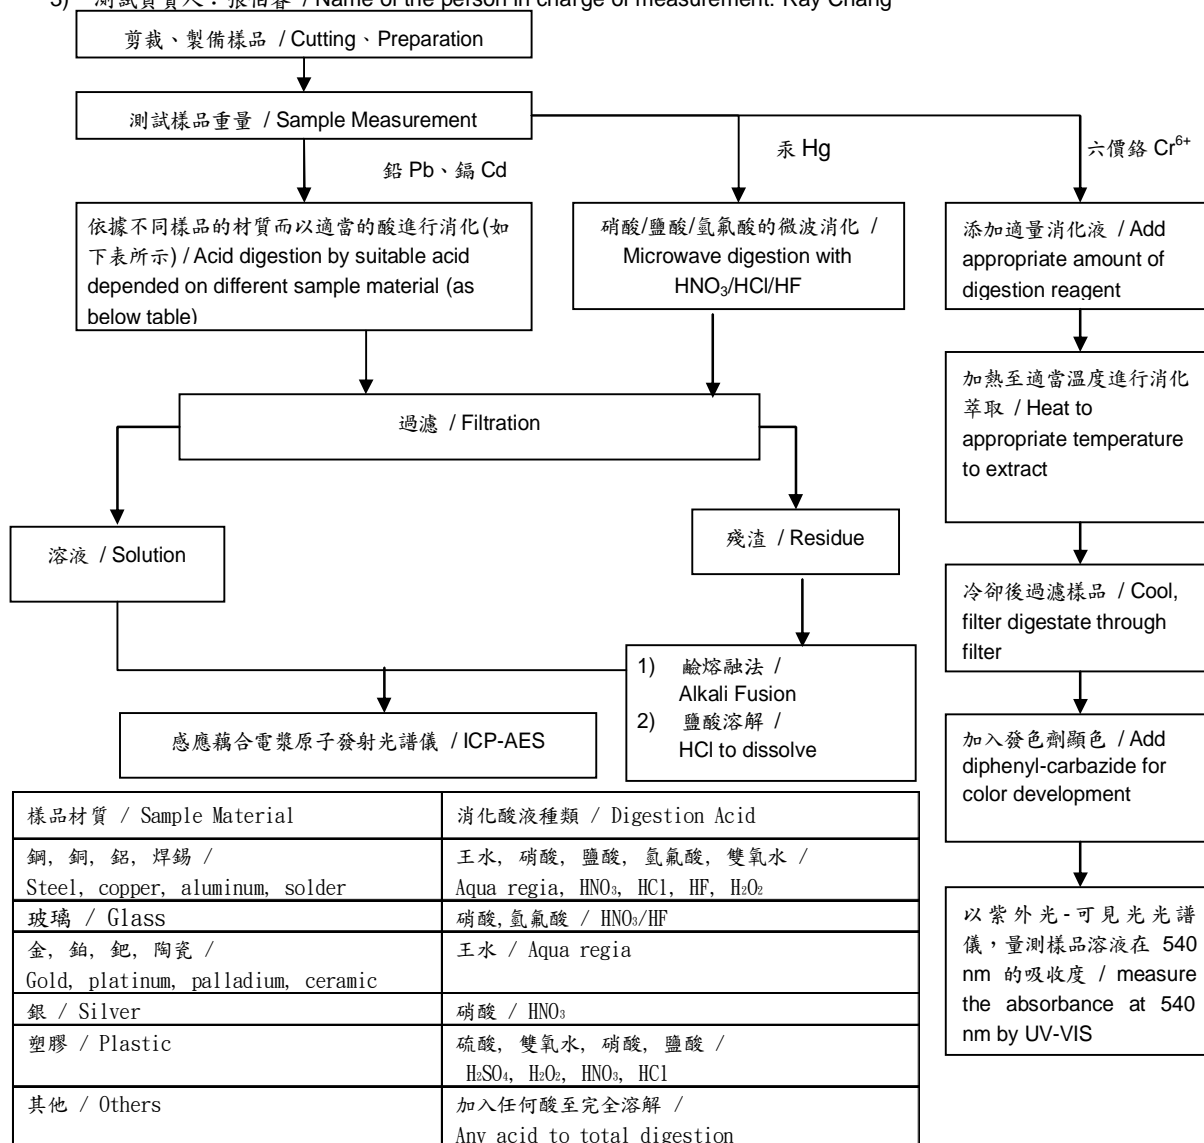 3) 測試負責人：張伯睿 / Name of the person in charge of measurement: Ray Chang
剪裁、製備樣品 / Cutting、Preparation
測試樣品重量 / Sample Measurement
鉛 Pb、鎘 Cd
汞 Hg
六價鉻 Cr6+
依據不同樣品的材質而以適當的酸進行消化(如
下表所示) / Acid digestion by suitable acid
depended on different sample material (as
below table)
硝酸/鹽酸/氫氟酸的微波消化 /
Microwave digestion with
HNO3/HCl/HF
添加適量消化液 / Add
appropriate amount of
digestion reagent
過濾 / Filtration
加熱至適當溫度進行消化
萃取 / Heat to
appropriate temperature
to extract
溶液 / Solution
殘渣 / Residue
冷卻後過濾樣品 / Cool,
filter digestate through
filter
1) 鹼熔融法 /
Alkali Fusion
2) 鹽酸溶解 /
HCl to dissolve
感應藕合電漿原子發射光譜儀 / ICP-AES
加入發色劑顯色 / Add
diphenyl-carbazide for
color development
以紫外光-可見光光譜
儀，量測樣品溶液在 540
nm 的吸收度 / measure
the absorbance at 540
nm by UV-VIS
樣品材質 / Sample Material
消化酸液種類 / Digestion Acid
鋼, 銅, 鋁, 焊錫 /
Steel, copper, aluminum, solder
王水, 硝酸, 鹽酸, 氫氟酸, 雙氧水 /
Aqua regia, HNO3, HCl, HF, H2O2
玻璃 / Glass
硝酸,氫氟酸 / HNO3/HF
金, 鉑, 鈀, 陶瓷 /
Gold, platinum, palladium, ceramic
王水 / Aqua regia
銀 / Silver
硝酸 / HNO3
塑膠 / Plastic
硫酸, 雙氧水, 硝酸, 鹽酸 /
H2SO4, H2O2, HNO3, HCl
其他 / Others
加入任何酸至完全溶解 /
Any acid to total digestion